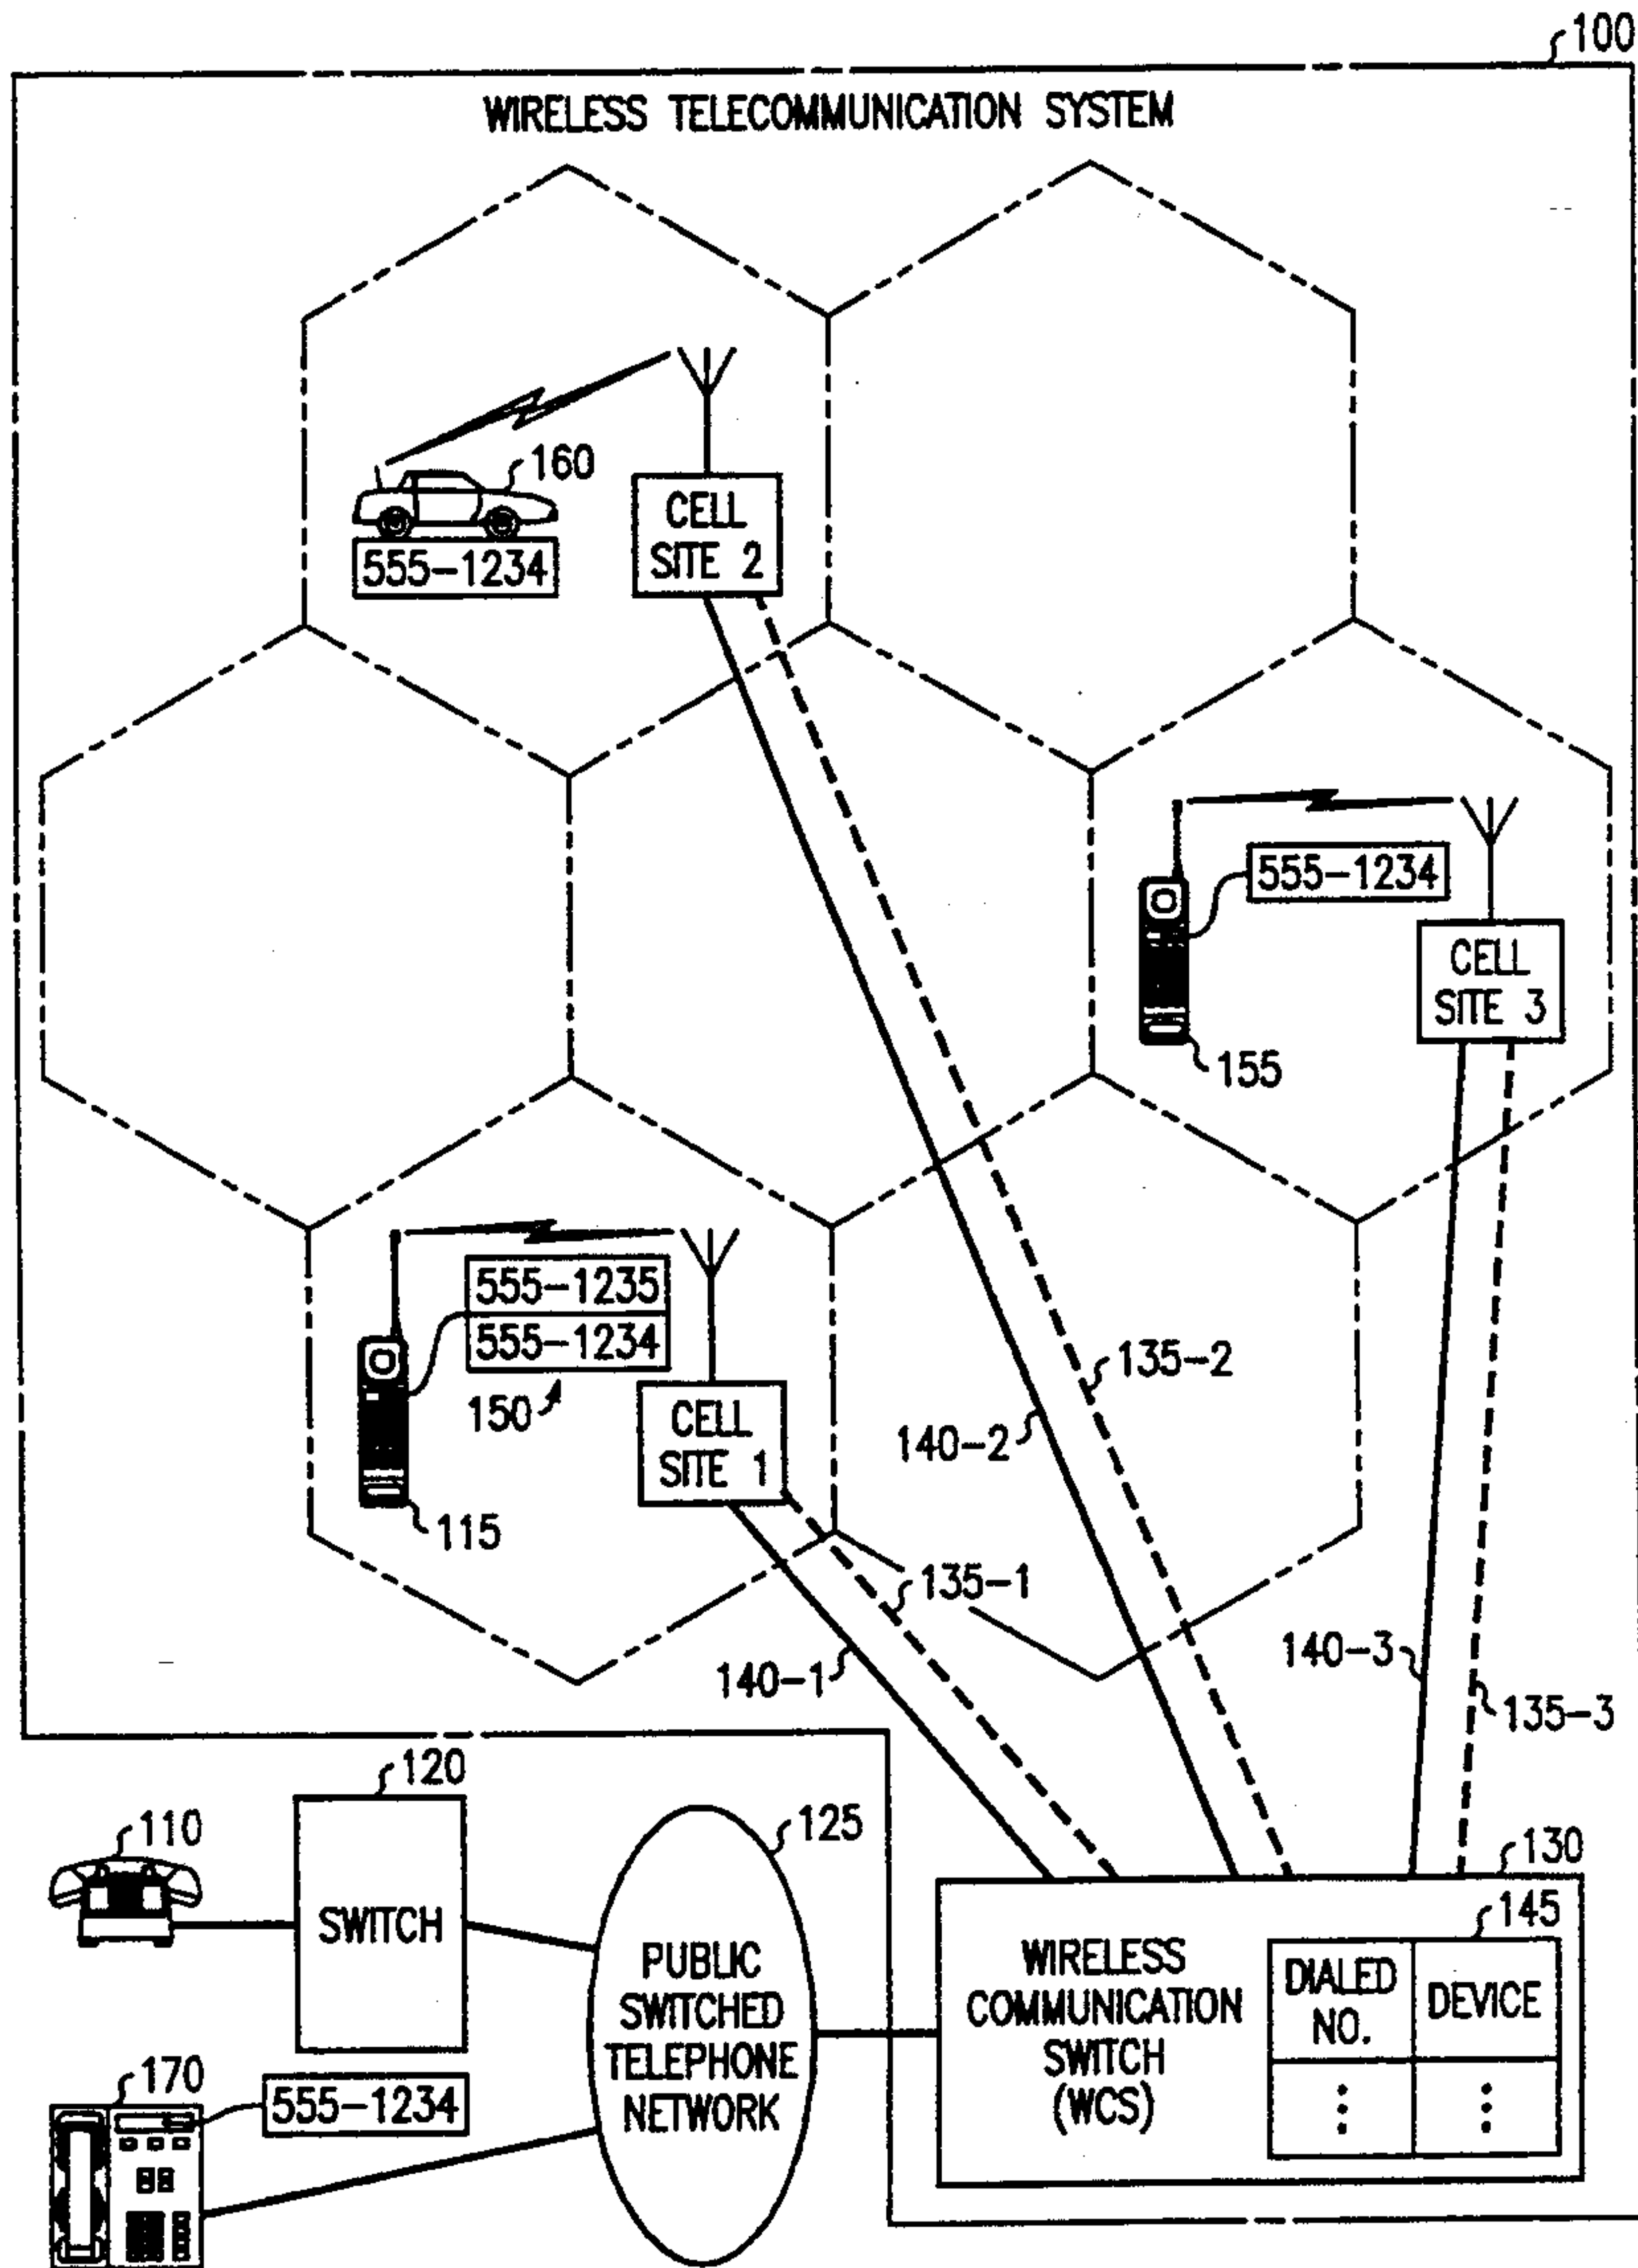 100
WIRELESS TELECOMMUNICATION SYSTEM
160
555-1234
CELL
SITE 2
555-1234
CELL
SITE 3
155
555-1235
555-1234
150
CELL
SITE 1
115
135-2
140-2
135-1
140-1
140-3
135-3
120
110
SWITCH
125
PUBLIC
SWITCHED
TELEPHONE
NETWORK
130
145
WIRELESS
COMMUNICATION
SWITCH
(WCS)
DIALED
NO.
DEVICE
170
555-1234